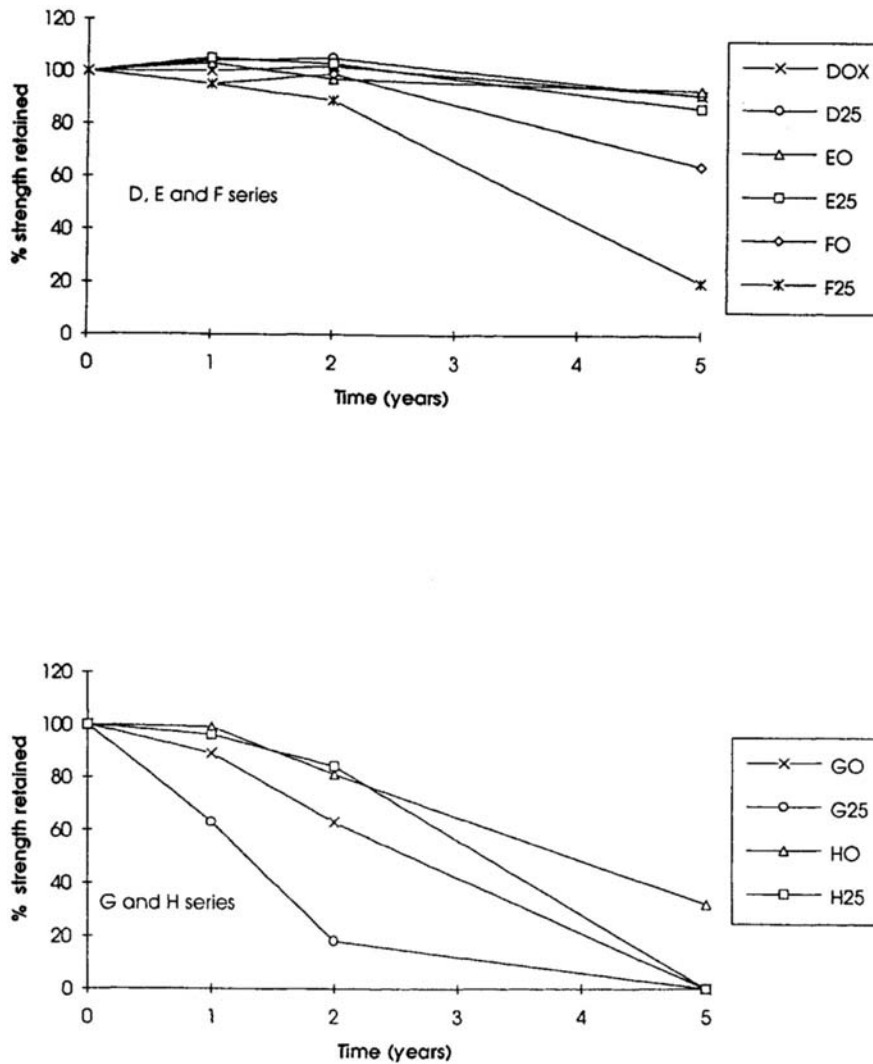 120
100
80
60
40
20
0
% strength retained
D, E and F series
0 1 2 3 4 5
Time (years)
DOX
D25
EO
E25
FO
F25
120
100
80
60
40
20
0
% strength retained
G and H series
0 1 2 3 4 5
Time (years)
GO
G25
HO
H25